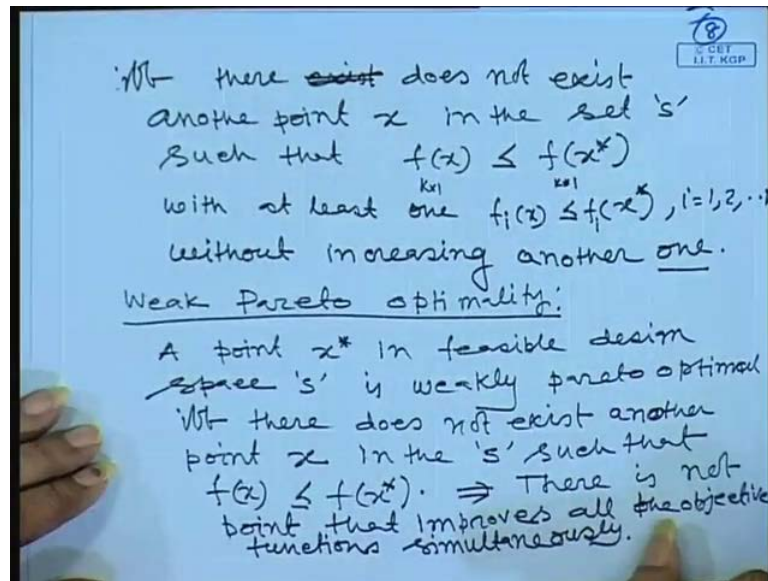 8
© CET
I.I.T. KGP
iff there exist does not exist
anothe point x in the set 's'
such that f(x) ≤ f(x*)
kx1 kx1
with at least one fi(x) ≤ fi(x*), i=1,2,..
without increasing another one.
Weak Pareto optimality:
A point x* in feasible design
space 's' is weakly pareto optimal
iff there does not exist another
point x in the 's' such that
f(x) ≤ f(x*). ⇒ There is not
point that improves all the objective
functions simultaneously.